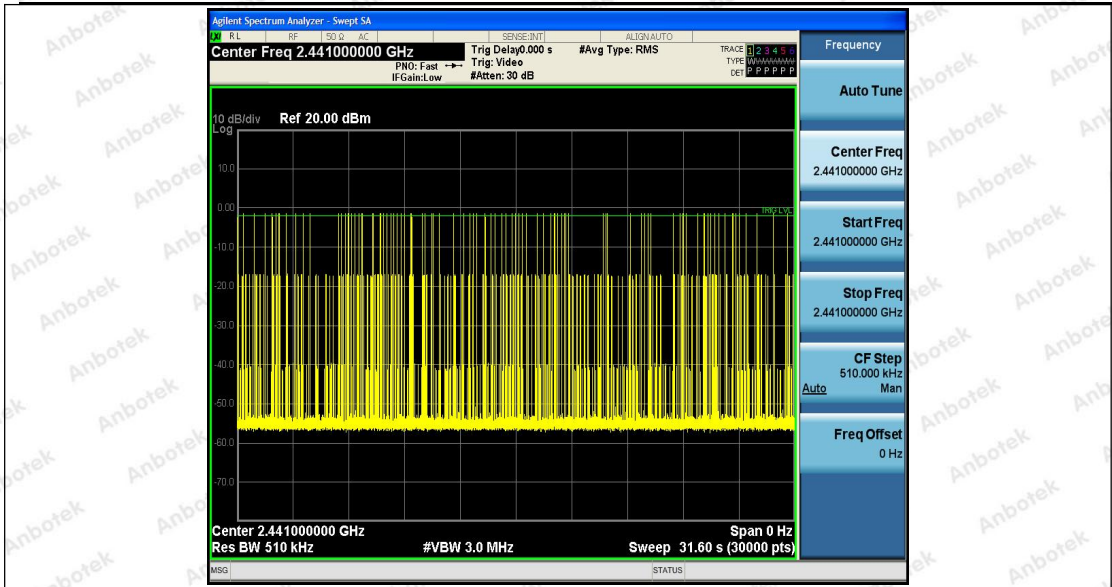 Agilent Spectrum Analyzer - Swept SA
RL RF 50 Ω AC SENSE:INT ALIGNAUTO
Center Freq 2.441000000 GHz
PNO: Fast
IFGain:Low
Trig Delay0.000 s
Trig: Video
#Atten: 30 dB
#Avg Type: RMS
TRACE 1 2 3 4 5 6
TYPE
DET P P P P P P
10 dB/div Ref 20.00 dBm
Log
10.0
0.00
TRIG LVL
-10.0
-20.0
-30.0
-40.0
-50.0
-60.0
-70.0
Center 2.441000000 GHz Span 0 Hz
Res BW 510 kHz #VBW 3.0 MHz Sweep 31.60 s (30000 pts)
MSG STATUS
Frequency
Auto Tune
Center Freq
2.441000000 GHz
Start Freq
2.441000000 GHz
Stop Freq
2.441000000 GHz
CF Step
510.000 kHz
Auto Man
Freq Offset
0 Hz
Anbotek